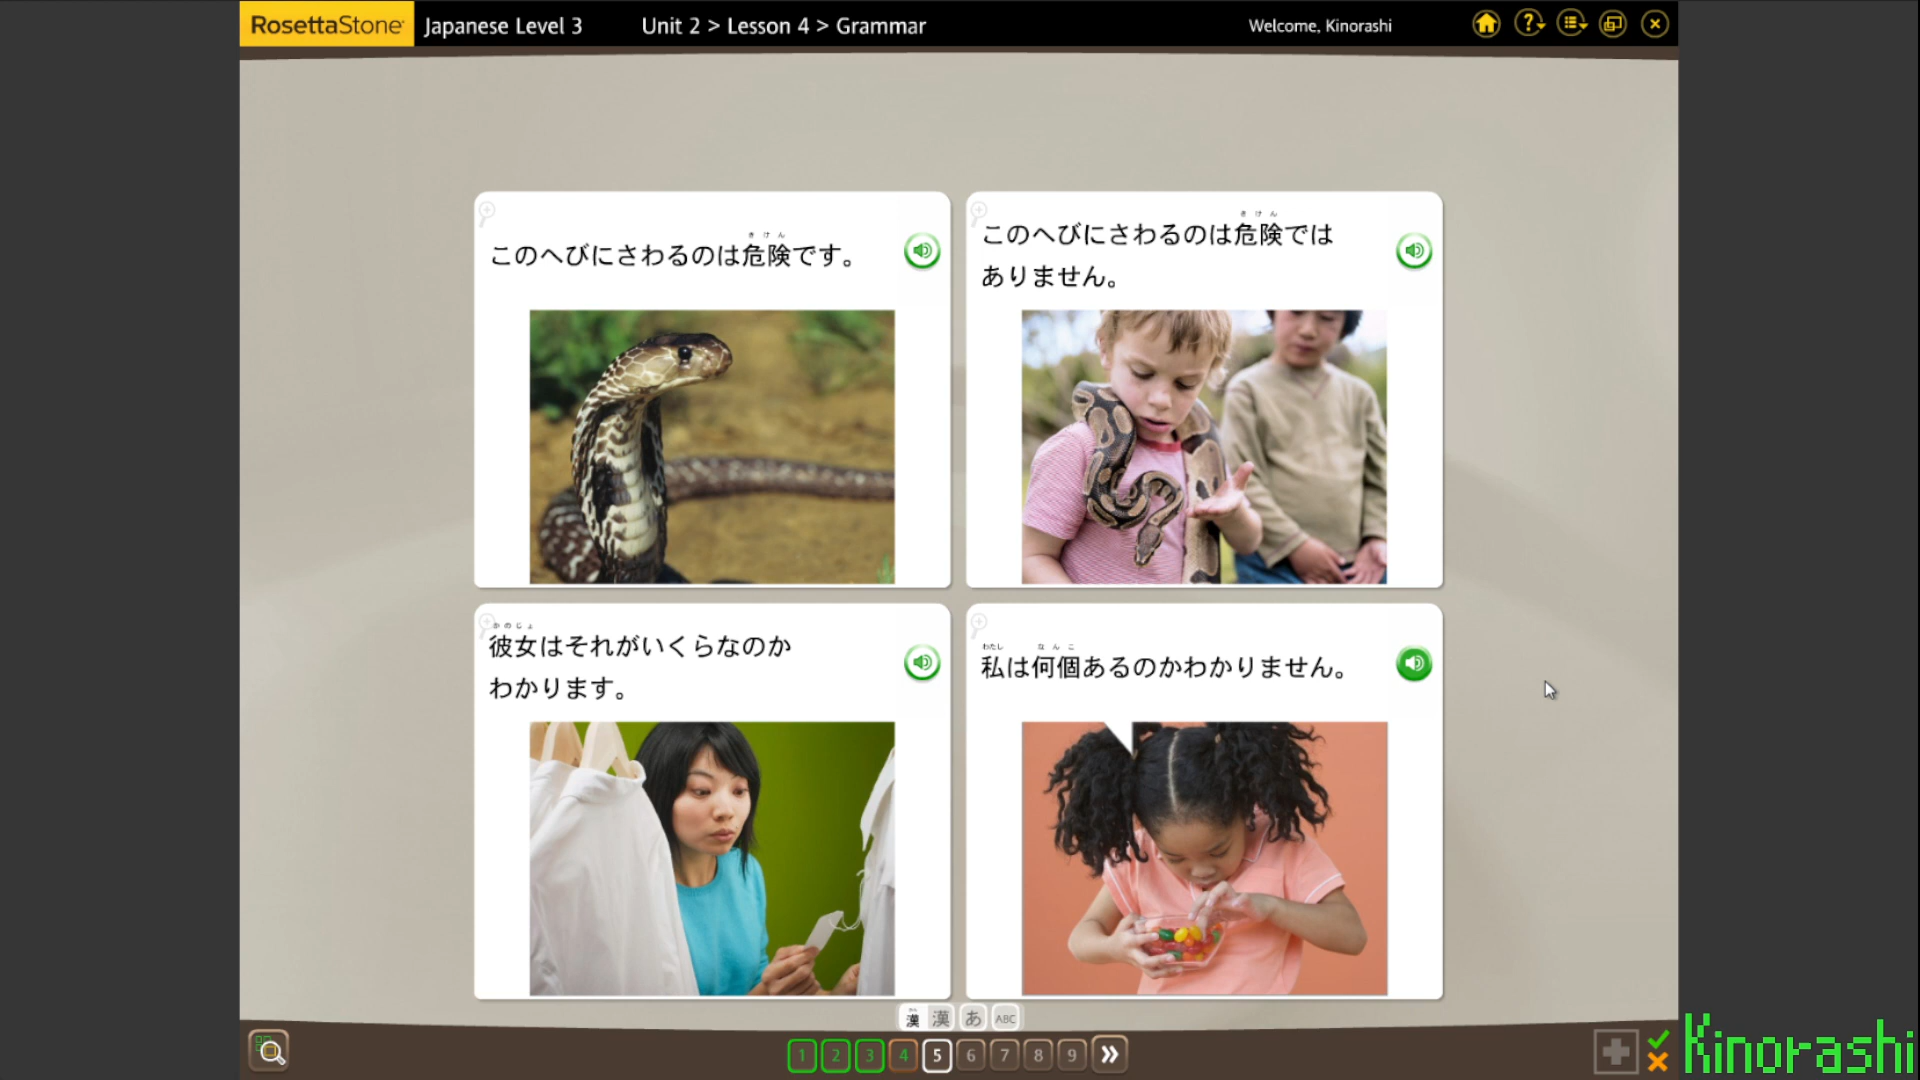 RosettaStone
Japanese Level 3
Unit 2 > Lesson 4 > Grammar
Welcome, Kinorashi
きけん
このへびにさわるのは危険です。
きけん
このへびにさわるのは危険では
ありません。
かのじょ
彼女はそれがいくらなのか
わかります。
わたし なんこ
私は何個あるのかわかりません。
漢 漢 あ ABC
1 2 3 4 5 6 7 8 9
Kinorashi